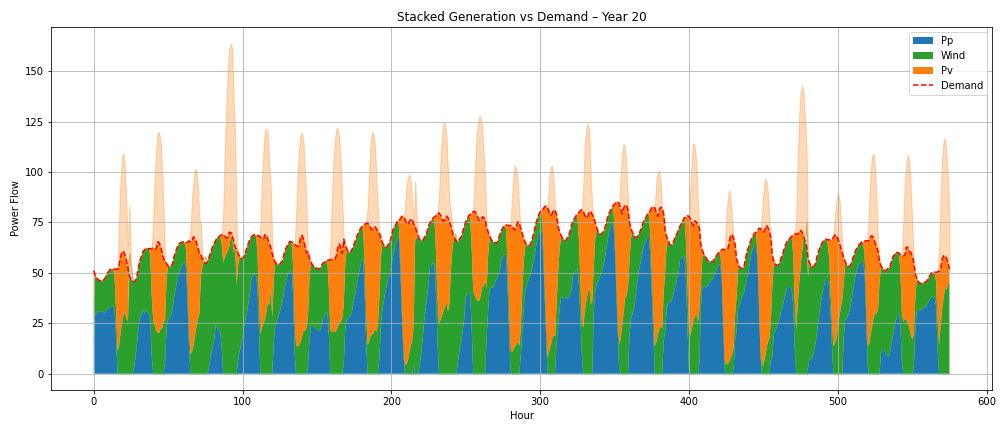 Stacked Generation vs Demand – Year 20
Pp
Wind
Pv
Demand
Power Flow
150
125
100
75
50
25
0
0 100 200 300 400 500 600
Hour